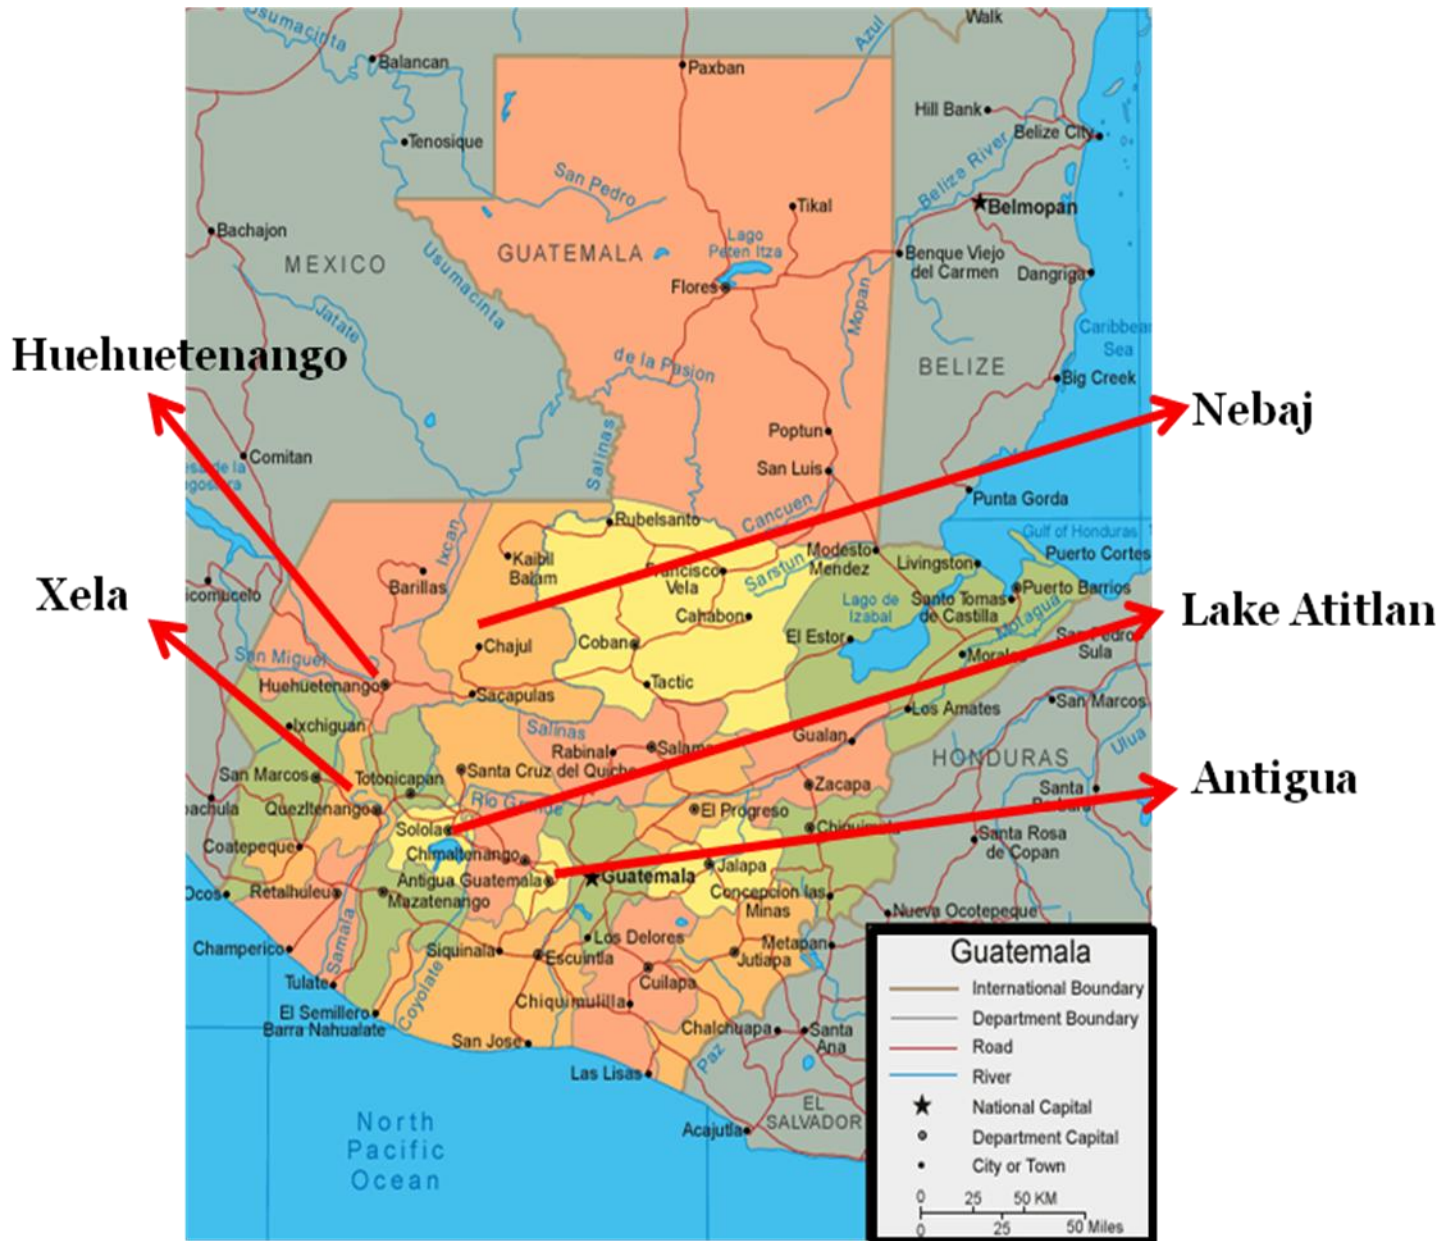 Usumacinta
Balancan
Paxban
Azul
Walk
Hill Bank
Belize City
Tenosique
Belize River
San Pedro
Tikal
Belmopan
Bachajon
MEXICO
GUATEMALA
Lago
Peten Itza
Benque Viejo
del Carmen
Dangriga
Usumacinta
Flores
Mopan
Jatate
Caribbean
Sea
Huehuetenango
de la Pasion
BELIZE
Big Creek
Nebaj
Salinas
Poptun
Comitan
San Luis
Punta Gorda
Cancuen
Rubelsanto
Gulf of Honduras
Ixcan
Kaibil
Balam
Modesto
Mendez
Livingston
Puerto Cortes
Xela
Barillas
Francisco
Vela
Sarstun
Puerto Barrios
Santo Tomas
de Castilla
Lago de
Izabal
Motagua
Lake Atitlan
Cahabon
El Estor
San Pedro
Sula
Chajul
Coban
Morales
San Miguel
Huehuetenango
Sacapulas
Tactic
San Marcos
Ixchiguan
Los Amates
Salinas
Rabinal
Gualan
Ulua
HONDURAS
San Marcos
Totonicapan
Santa Cruz del Quiche
Zacapa
Santa
Antigua
Quezltenango
Rio Grande
El Progreso
Solola
Santa Rosa
de Copan
Coatepeque
Chimaltenango
Jalapa
Antigua Guatemala
Guatemala
Ocos
Retalhuleu
Mazatenango
Concepcion las
Minas
Nueva Ocotepeque
Samala
Champerico
Siquinala
Escuintla
Los Delores
Jutiapa
Metapan
Guatemala
Tulate
Coyolate
Cuilapa
International Boundary
El Semillero
Barra Nahualate
Chiquimulilla
Department Boundary
San Jose
Chalchuapa
Santa
Ana
Road
Las Lisas
Paz
River
North
Pacific
Ocean
EL
SALVADOR
National Capital
Acajutla
Department Capital
City or Town
0 25 50 KM
0 25 50 Miles